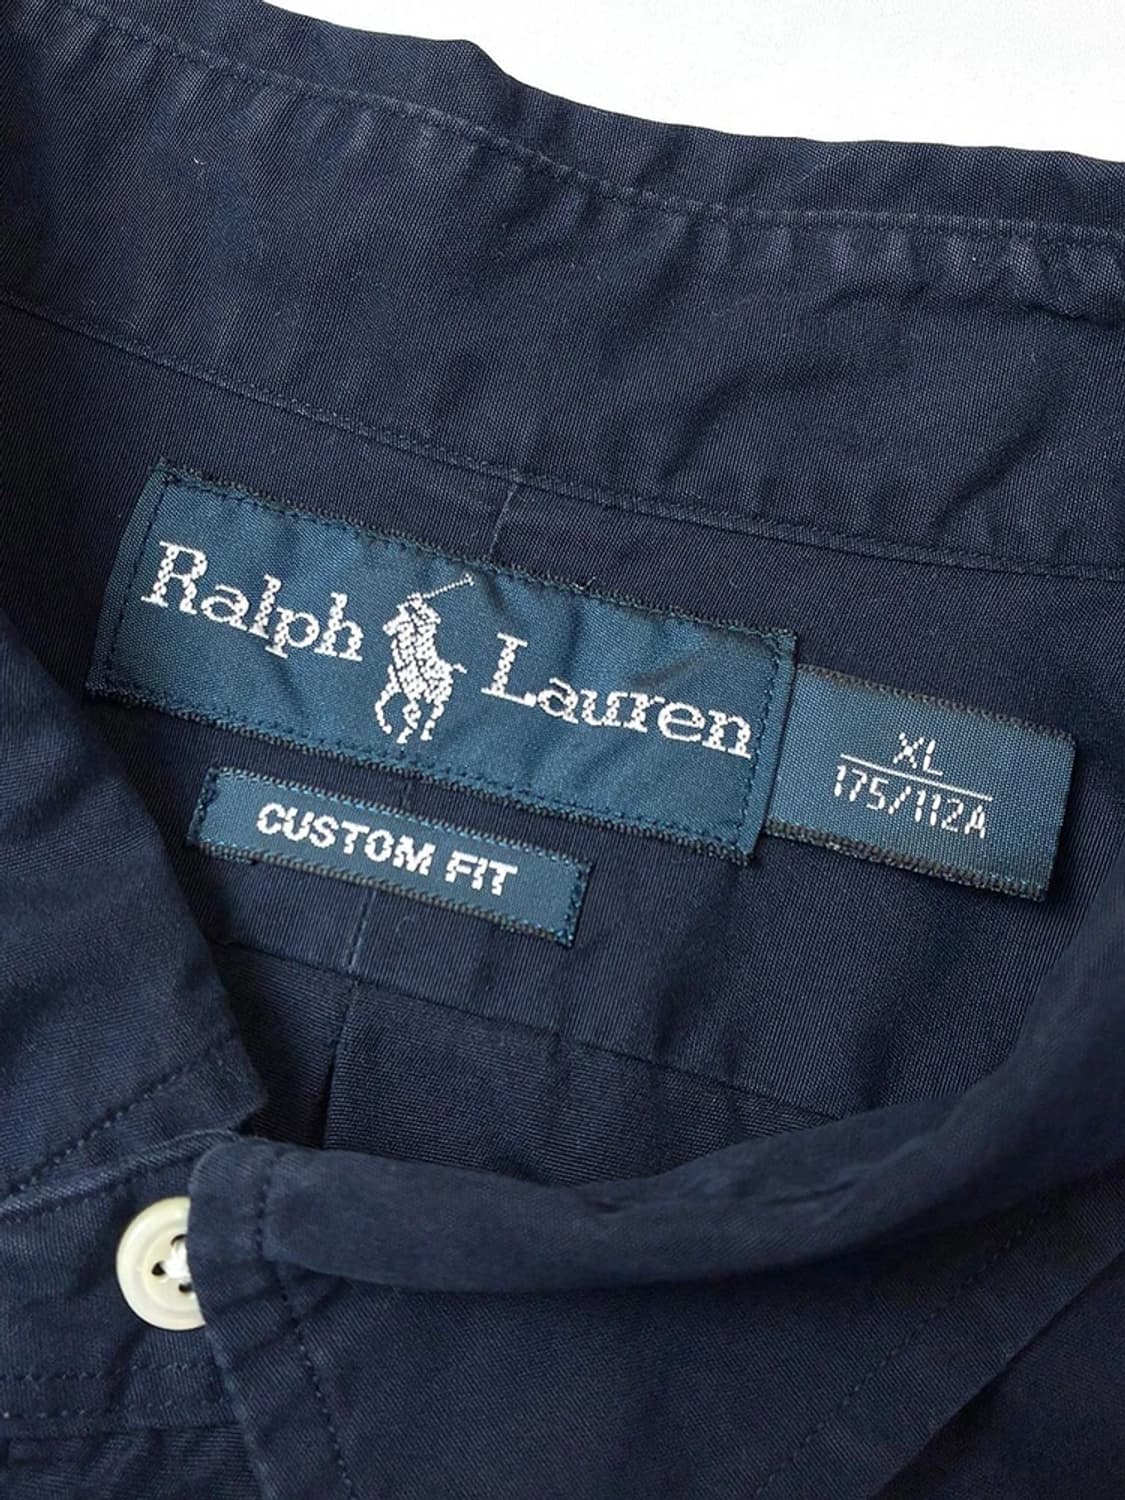 Ralph Lauren
XL
175/112A
CUSTOM FIT